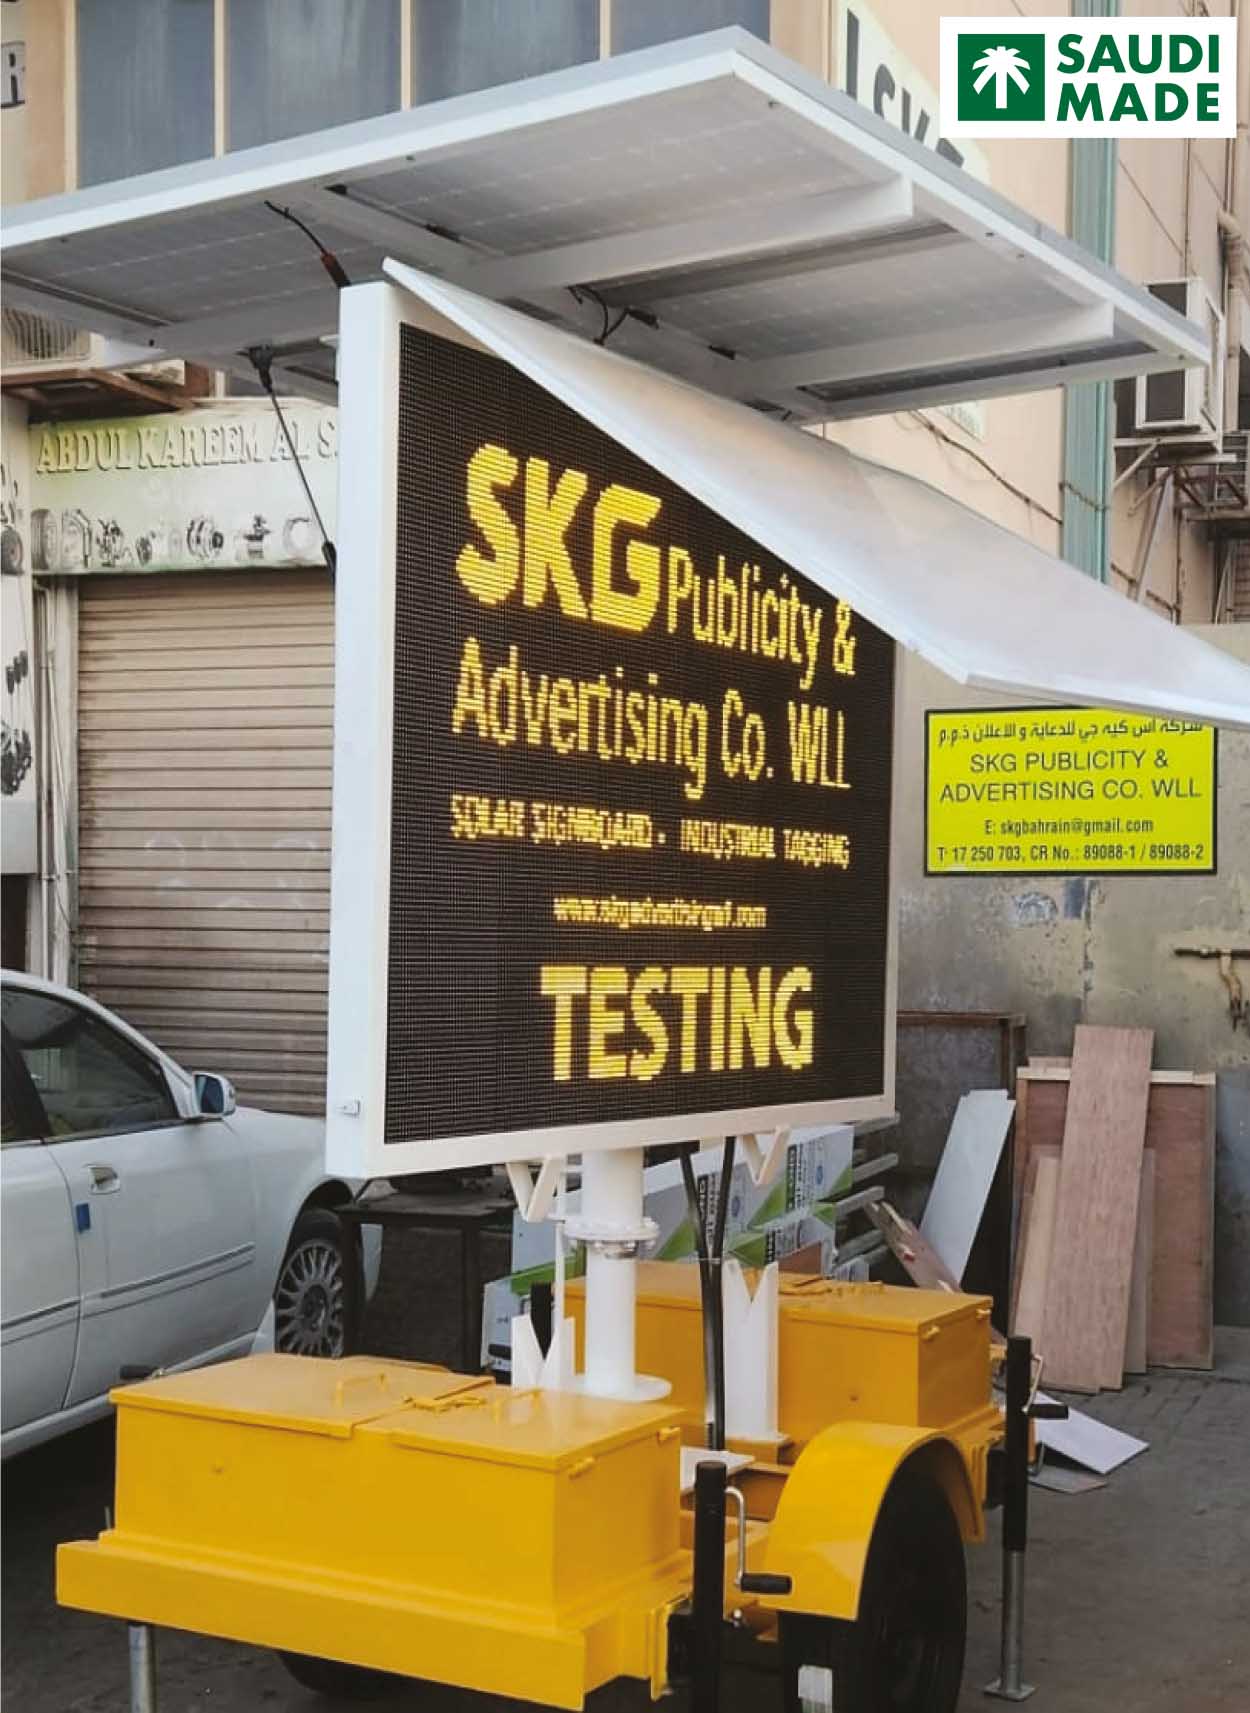 SAUDI
MADE
ABDUL KAREEM AL S
SKG Publicity &
Advertising Co. WLL
SOLAR SIGNBOARD - INDUSTRIAL TAGGING
TESTING
شركة اس كيه جي للدعاية و الاعلان ذ.م.م
SKG PUBLICITY &
ADVERTISING CO. WLL
E: skgbahrain@gmail.com
T: 17 250 703, CR No.: 89088-1 / 89088-2